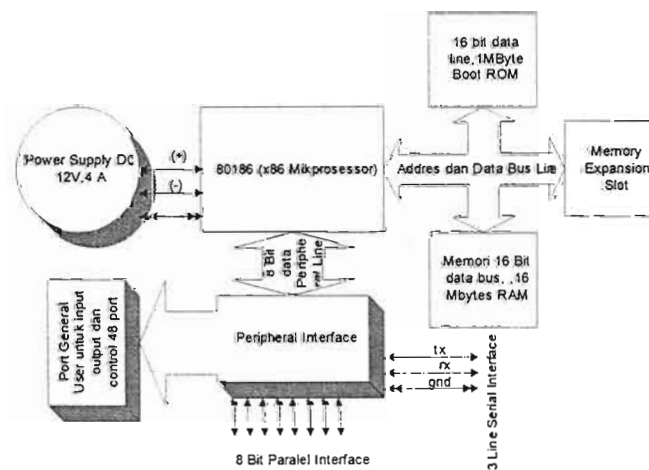 16 bit data
line, 1MByte
Boot ROM
Power Supply DC
12V,4 A
(+)
(-)
80186 (x86 Mikprosessor)
Addres dan Data Bus Line
Memory
Expansion
Slot
8 Bit
data
Periphe
ral Line
Memori 16 Bit
data bus, ,16
Mbytes RAM
Port General
User untuk input
output dan
control 48 port
Peripheral Interface
tx
rx
gnd
3 Line Serial Interface
8 Bit Paralel Interface